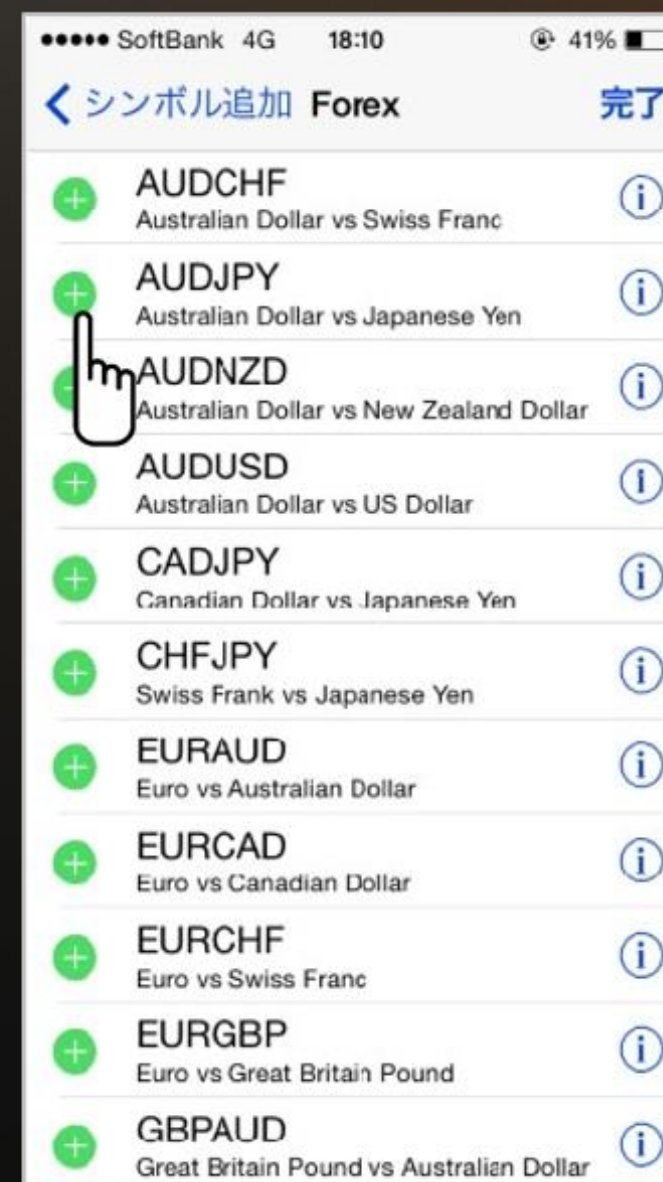 SoftBank 4G 18:10 41%
シンボル追加 Forex 完了
AUDCHF
Australian Dollar vs Swiss Franc
AUDJPY
Australian Dollar vs Japanese Yen
AUDNZD
Australian Dollar vs New Zealand Dollar
AUDUSD
Australian Dollar vs US Dollar
CADJPY
Canadian Dollar vs Japanese Yen
CHFJPY
Swiss Frank vs Japanese Yen
EURAUD
Euro vs Australian Dollar
EURCAD
Euro vs Canadian Dollar
EURCHF
Euro vs Swiss Franc
EURGBP
Euro vs Great Britain Pound
GBPAUD
Great Britain Pound vs Australian Dollar